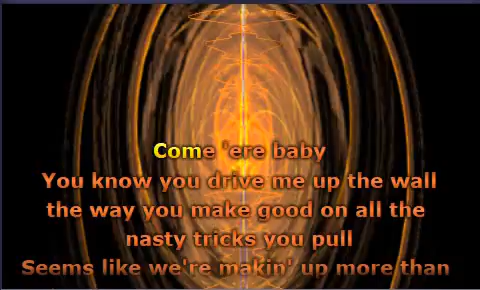 Come 'ere baby
You know you drive me up the wall
the way you make good on all the
nasty tricks you pull
Seems like we're makin' up more than